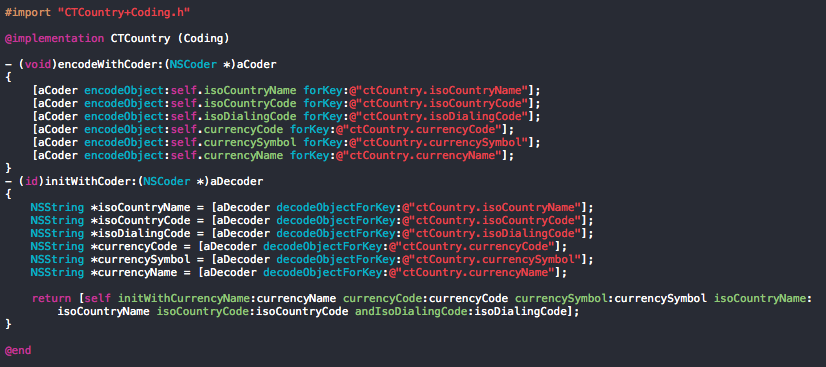 #import "CTCountry+Coding.h"
@implementation CTCountry (Coding)
- (void)encodeWithCoder:(NSCoder *)aCoder
{
[aCoder encodeObject:self.isoCountryName forKey:@"ctCountry.isoCountryName"];
[aCoder encodeObject:self.isoCountryCode forKey:@"ctCountry.isoCountryCode"];
[aCoder encodeObject:self.isoDialingCode forKey:@"ctCountry.isoDialingCode"];
[aCoder encodeObject:self.currencyCode forKey:@"ctCountry.currencyCode"];
[aCoder encodeObject:self.currencySymbol forKey:@"ctCountry.currencySymbol"];
[aCoder encodeObject:self.currencyName forKey:@"ctCountry.currencyName"];
}
- (id)initWithCoder:(NSCoder *)aDecoder
{
NSString *isoCountryName = [aDecoder decodeObjectForKey:@"ctCountry.isoCountryName"];
NSString *isoCountryCode = [aDecoder decodeObjectForKey:@"ctCountry.isoCountryCode"];
NSString *isoDialingCode = [aDecoder decodeObjectForKey:@"ctCountry.isoDialingCode"];
NSString *currencyCode = [aDecoder decodeObjectForKey:@"ctCountry.currencyCode"];
NSString *currencySymbol = [aDecoder decodeObjectForKey:@"ctCountry.currencySymbol"];
NSString *currencyName = [aDecoder decodeObjectForKey:@"ctCountry.currencyName"];
return [self initWithCurrencyName:currencyName currencyCode:currencyCode currencySymbol:currencySymbol isoCountryName:
isoCountryName isoCountryCode:isoCountryCode andIsoDialingCode:isoDialingCode];
}
@end